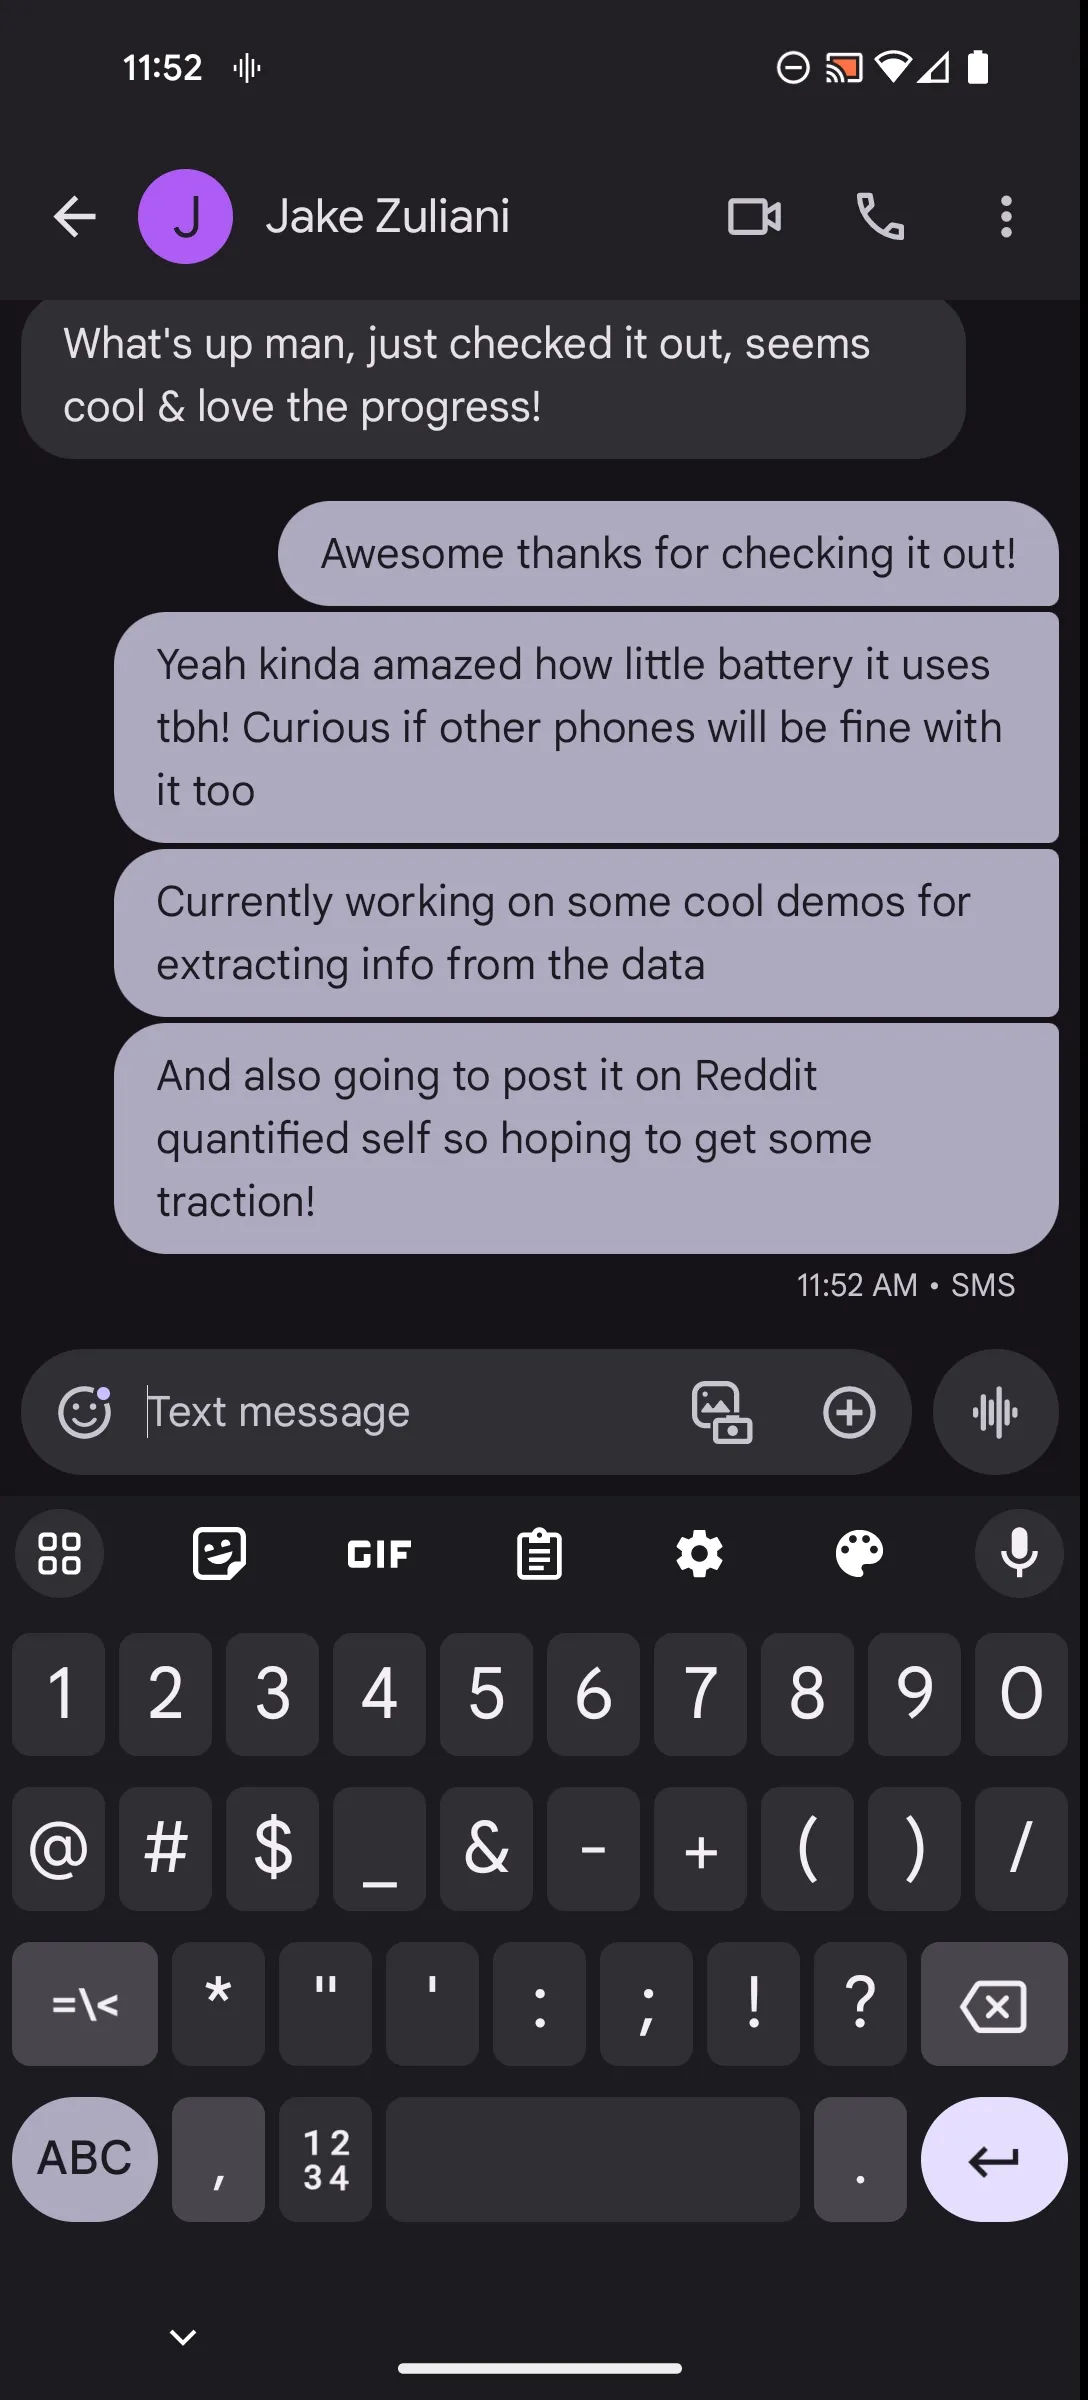 11:52
J Jake Zuliani
What's up man, just checked it out, seems
cool & love the progress!
Awesome thanks for checking it out!
Yeah kinda amazed how little battery it uses
tbh! Curious if other phones will be fine with
it too
Currently working on some cool demos for
extracting info from the data
And also going to post it on Reddit
quantified self so hoping to get some
traction!
11:52 AM • SMS
Text message
GIF
1 2 3 4 5 6 7 8 9 0
@ # $ _ & - + ( ) /
=\< * " ' : ; ! ?
ABC , 12 .
34